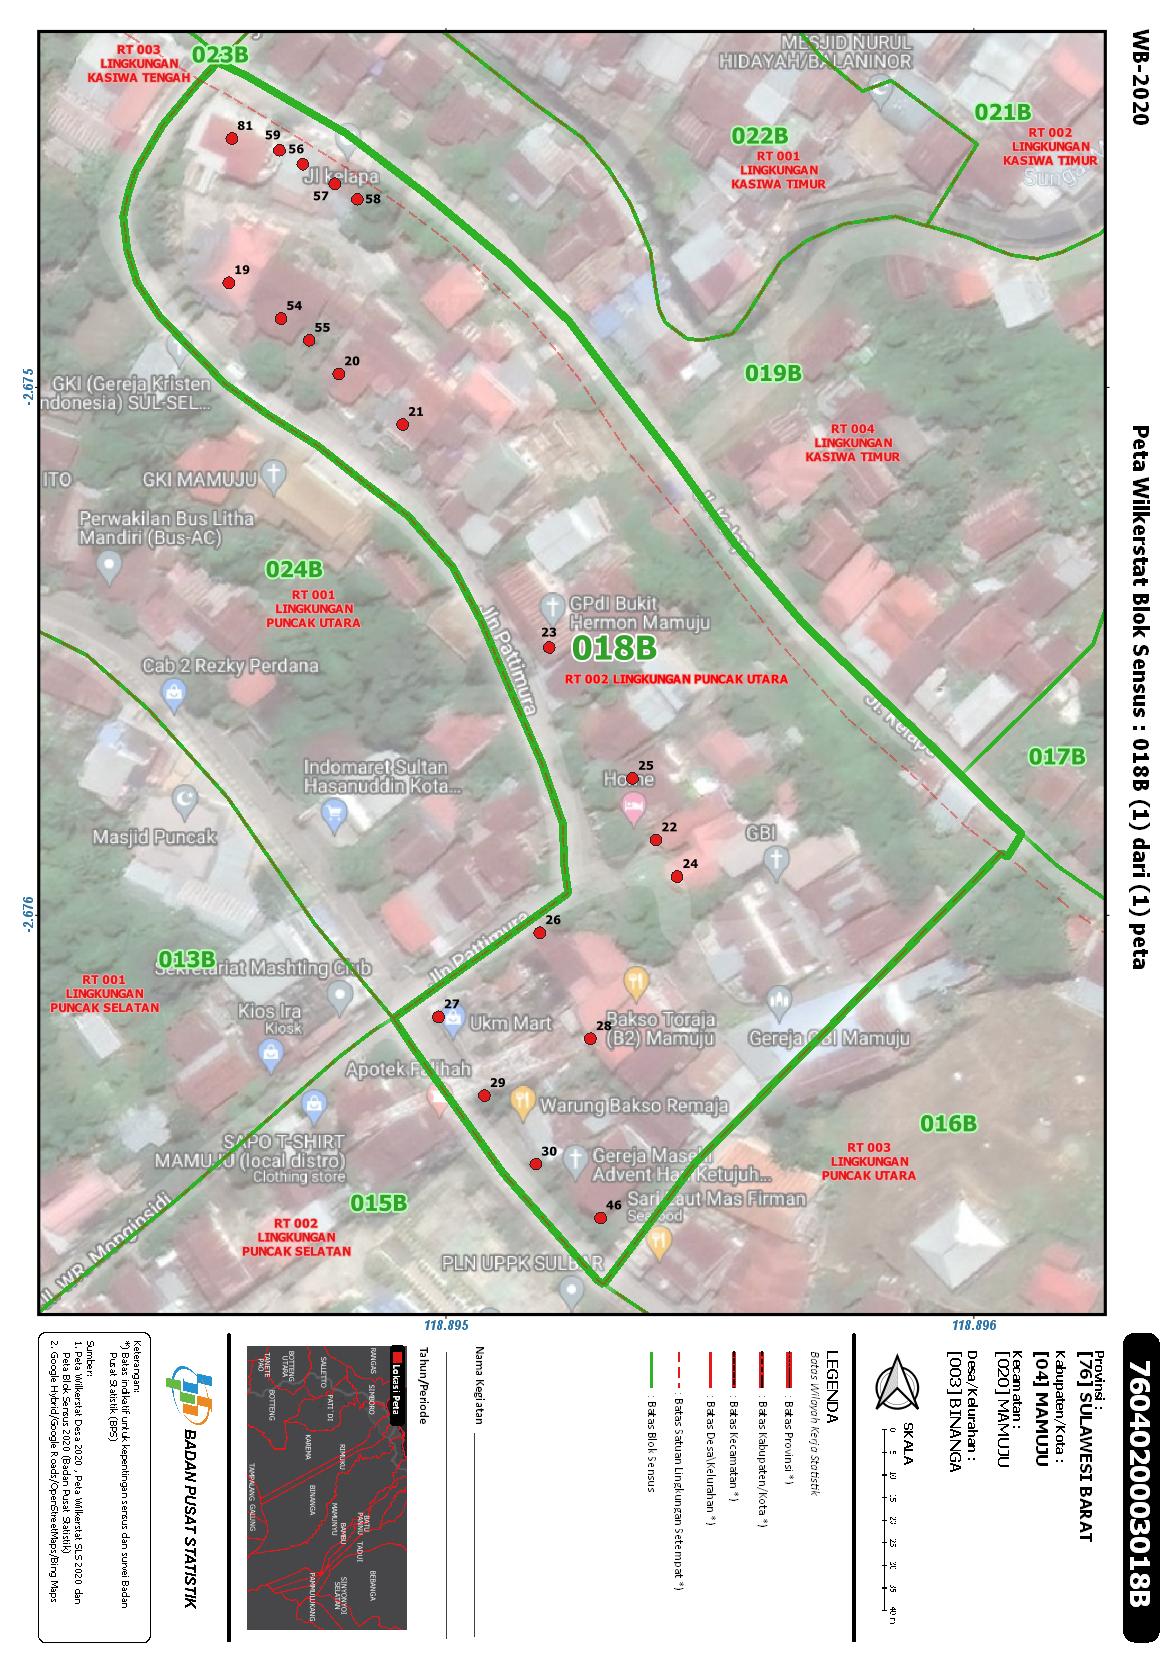 WB-2020
Peta Wilkerstat Blok Sensus : 018B (1) dari (1) peta
RT 003
LINGKUNGAN
KASIWA TENGAH
023B
MESJID NURUL
HIDAYAH/BALANINOR
021B
RT 002
LINGKUNGAN
KASIWA TIMUR
022B
RT 001
LINGKUNGAN
KASIWA TIMUR
81
59
56
Jl kelapa
57
58
19
54
55
20
21
-2.675
GKI (Gereja Kristen
ndonesia) SUL-SEL...
019B
RT 004
LINGKUNGAN
KASIWA TIMUR
ITO
GKI MAMUJU
Perwakilan Bus Litha
Mandiri (Bus-AC)
024B
RT 001
LINGKUNGAN
PUNCAK UTARA
Jl. Kelapa
GPdI Bukit
Hermon Mamuju
23
018B
RT 002 LINGKUNGAN PUNCAK UTARA
Jln Pattimura
Cab 2 Rezky Perdana
Jl. Kelapa
017B
Indomaret Sultan
Hasanuddin Kota...
25
Home
22
GBI
24
Masjid Puncak
-2.676
26
Jln Pattimura
013B
RT 001
LINGKUNGAN
PUNCAK SELATAN
Sekretariat Mashting Club
Kios Ira
Kiosk
27
Ukm Mart
28
Bakso Toraja
(B2) Mamuju
Gereja GBI Mamuju
Apotek Falihah
29
Warung Bakso Remaja
016B
RT 003
LINGKUNGAN
PUNCAK UTARA
SAPO T-SHIRT
MAMUJU (local distro)
Clothing store
30
Advent Hari Ketujuh...
46
Sari Laut Mas Firman
Seafood
015B
RT 002
LINGKUNGAN
PUNCAK SELATAN
Jl. WR. Monginsidi
PLN UPPK SULBAR
118.895
118.896
7604020003018B
Provinsi :
[76] SULAWESI BARAT
Kabupaten/Kota :
[04] MAMUJU
Kecamatan :
[020] MAMUJU
Desa/Kelurahan :
[003] BINANGA
SKALA
0 5 10 15 20 25 30 35 40 m
LEGENDA
Batas Wilayah Kerja Statistik
: Batas Provinsi *)
: Batas Kabupaten/Kota *)
: Batas Kecamatan *)
: Batas Desa\Kelurahan *)
: Batas Satuan Lingkungan Setempat *)
: Batas Blok Sensus
Nama Kegiatan
Tahun/Periode
Lokasi Peta
RANGAS
SIMBORO
SALLETTO
PATI'DI
BOTTENG
UTARA
TANETE
PAO
BOTTENG
KAREMA
RIMUKU
BINANGA
MAMUNYU
BATU
PANNU
TADUI
BAMBU
BEBANGA
SINYONYOI
SELATAN
TAMPALANG
BADAN PUSAT STATISTIK
Keterangan:
*) Batas indikatif untuk kepentingan sensus dan survei Badan
Pusat Statistik (BPS)
Sumber:
1. Peta Wilkerstat Desa 2020 , Peta Wilkerstat SLS 2020 dan
Peta Blok Sensus 2020 (Badan Pusat Statistik)
2. Google Hybrid/Google Roads/OpenStreetMaps/Bing Maps